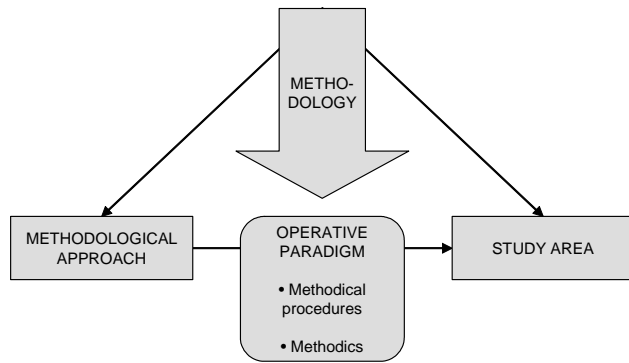 METHO-
DOLOGY
METHODOLOGICAL
APPROACH
OPERATIVE
PARADIGM
• Methodical
procedures
• Methodics
STUDY AREA